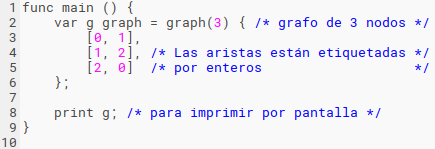 1 func main () {
2     var g graph = graph(3) { /* grafo de 3 nodos */
3         [0, 1],
4         [1, 2], /* Las aristas están etiquetadas */
5         [2, 0]  /* por enteros                   */
6     };
7
8     print g; /* para imprimir por pantalla */
9 }
10